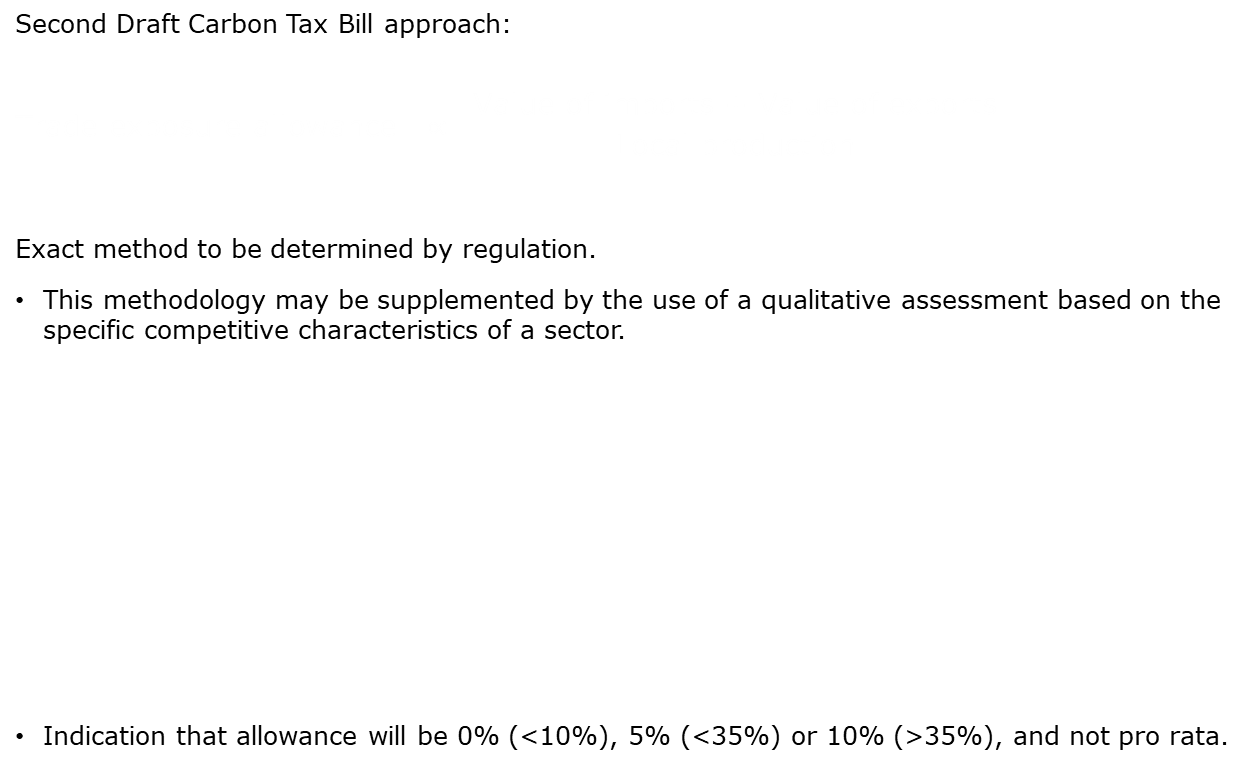 Second Draft Carbon Tax Bill approach:
Exact method to be determined by regulation.
• This methodology may be supplemented by the use of a qualitative assessment based on the
specific competitive characteristics of a sector.
• Indication that allowance will be 0% (<10%), 5% (<35%) or 10% (>35%), and not pro rata.